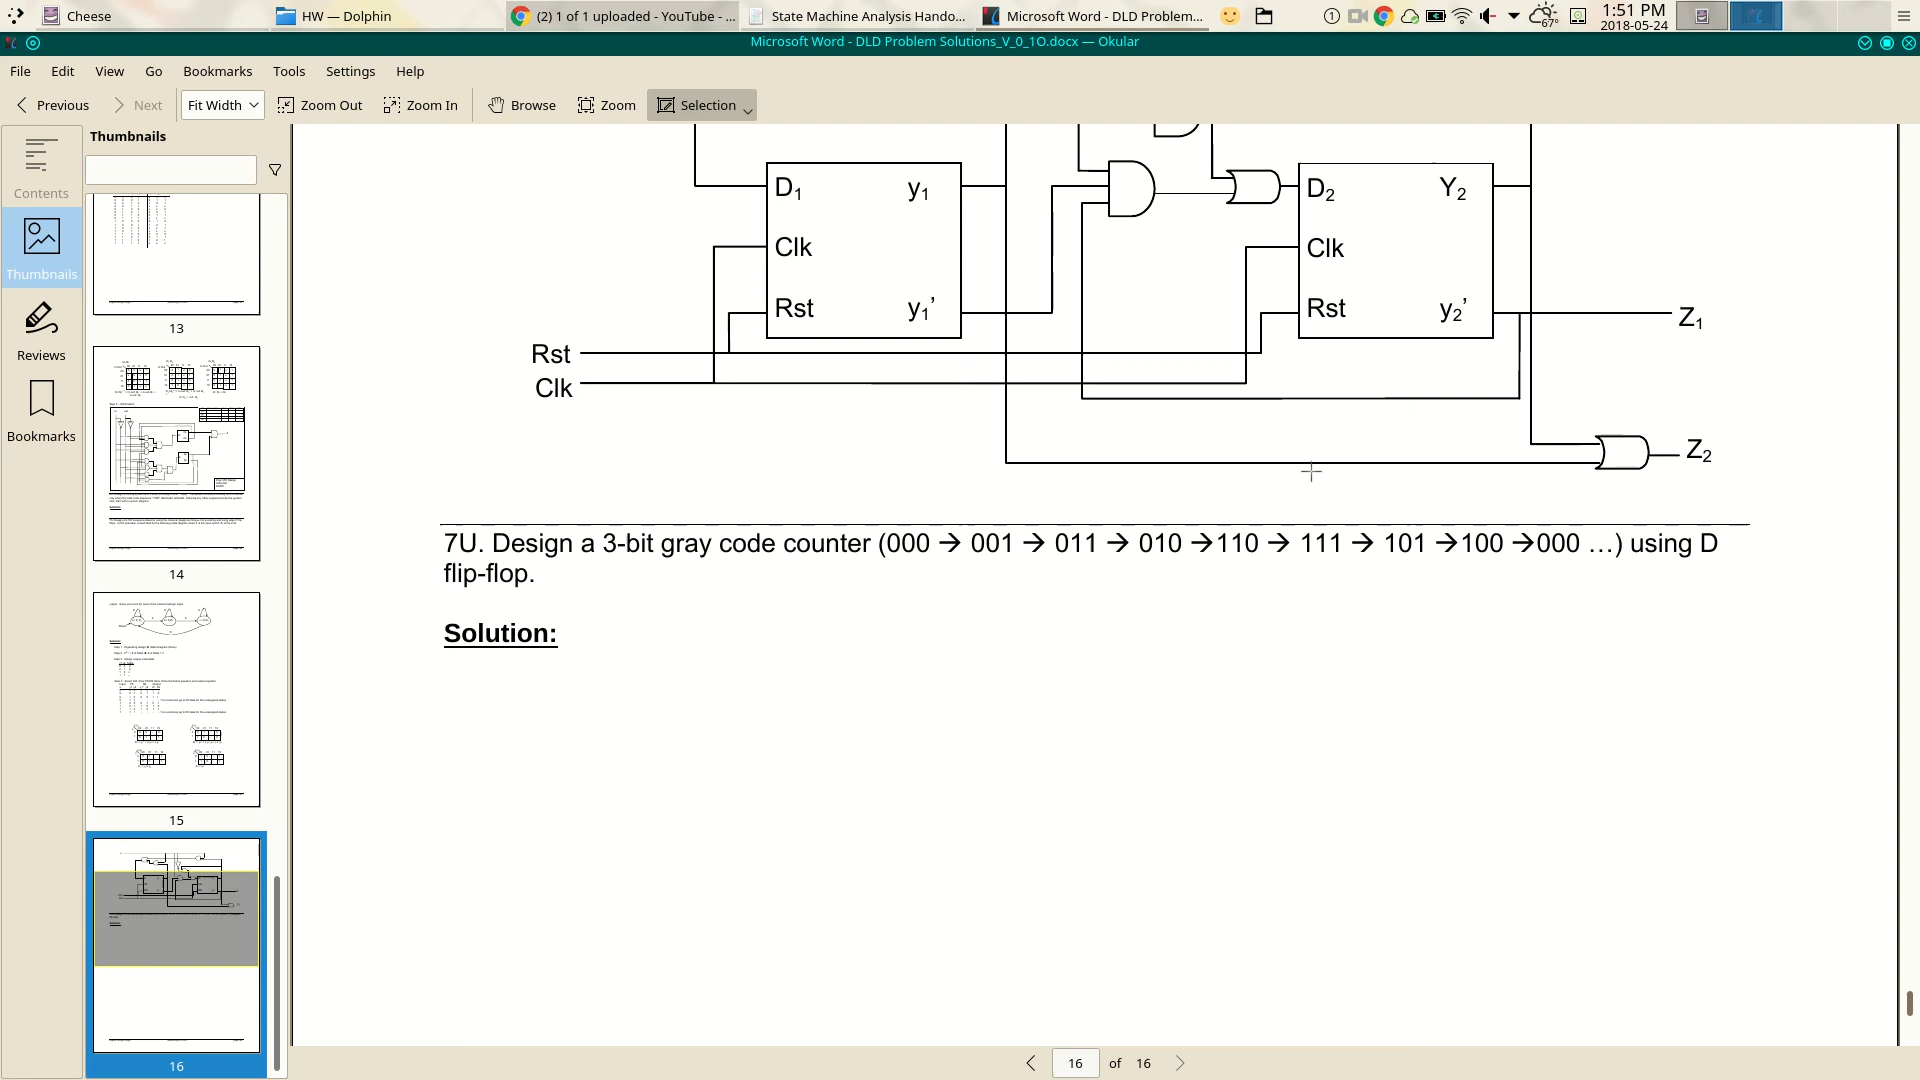 Cheese
HW — Dolphin
(2) 1 of 1 uploaded - YouTube - ...
State Machine Analysis Hando...
Microsoft Word - DLD Problem...
1
67°
1:51 PM
2018-05-24
Microsoft Word - DLD Problem Solutions_V_0_1O.docx — Okular
File Edit View Go Bookmarks Tools Settings Help
Previous Next Fit Width Zoom Out Zoom In Browse Zoom Selection
Contents
Thumbnails
Reviews
Bookmarks
Thumbnails
13
14
15
16
D₁ y₁
Clk
Rst y₁’
D₂ Y₂
Clk
Rst y₂’
Z₁
Rst
Clk
Z₂
7U. Design a 3-bit gray code counter (000 → 001 → 011 → 010 →110 → 111 → 101 →100 →000 …) using D
flip-flop.
Solution:
16 of 16